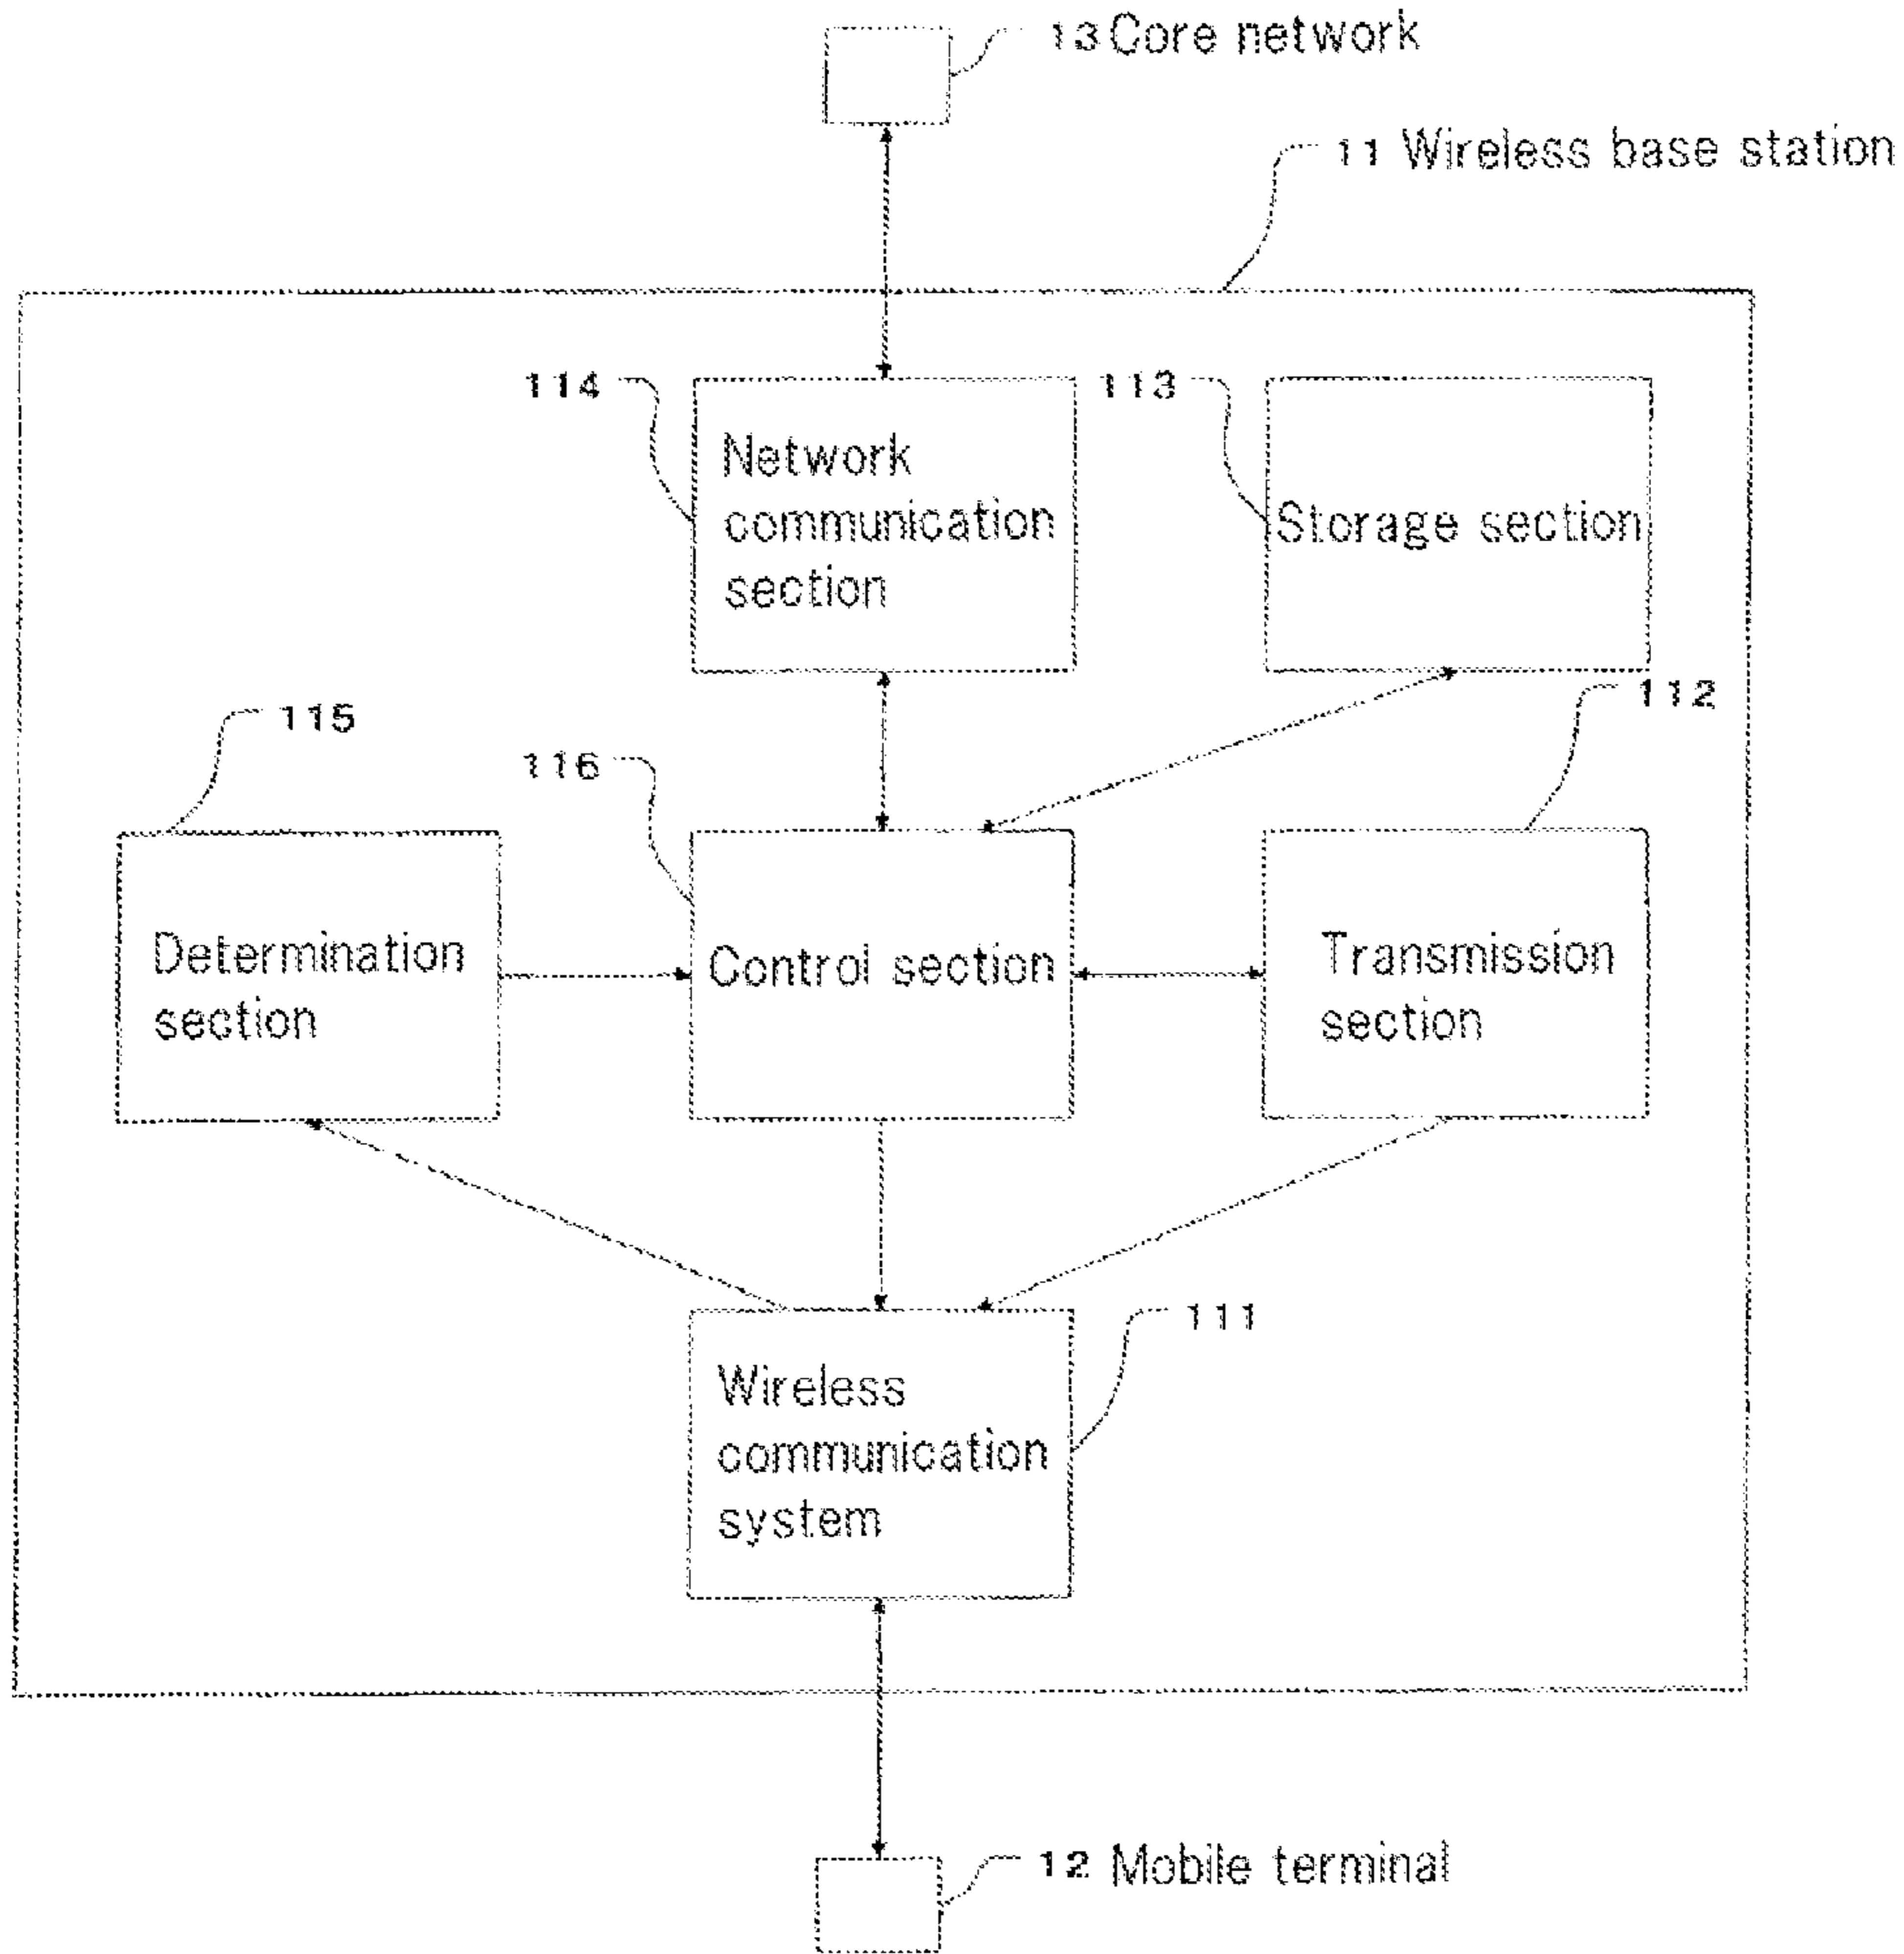 13 Core network
11 Wireless base station
114
113
Network
communication
section
Storage section
112
115
116
Determination
section
Control section
Transmission
section
111
Wireless
communication
system
12 Mobile terminal